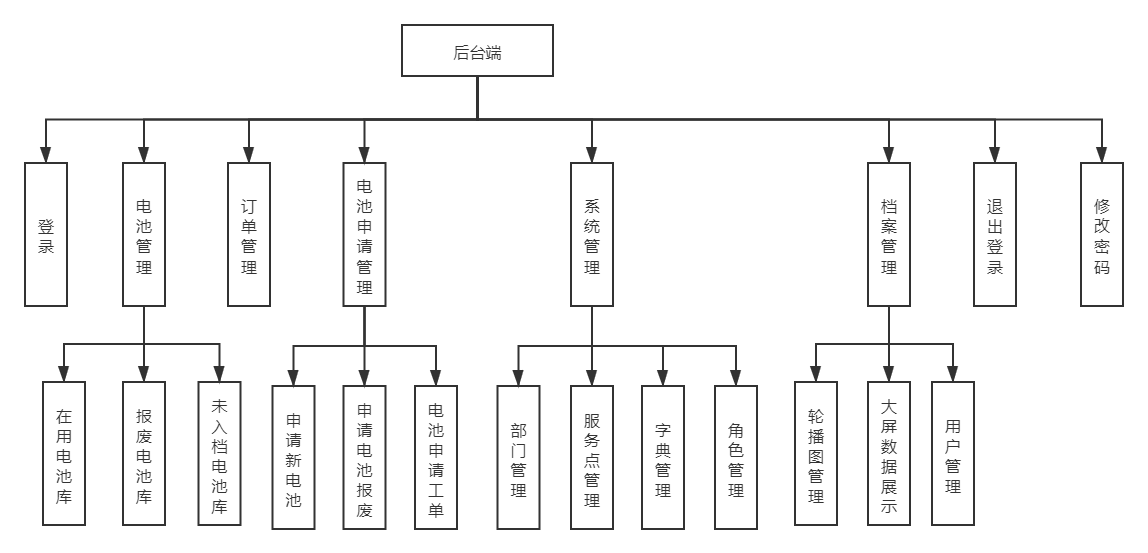 后台端
登录
电池管理
订单管理
电池申请管理
系统管理
档案管理
退出登录
修改密码
在用电池库
报废电池库
未入档电池库
申请新电池
申请电池报废
电池申请工单
部门管理
服务点管理
字典管理
角色管理
轮播图管理
大屏数据展示
用户管理